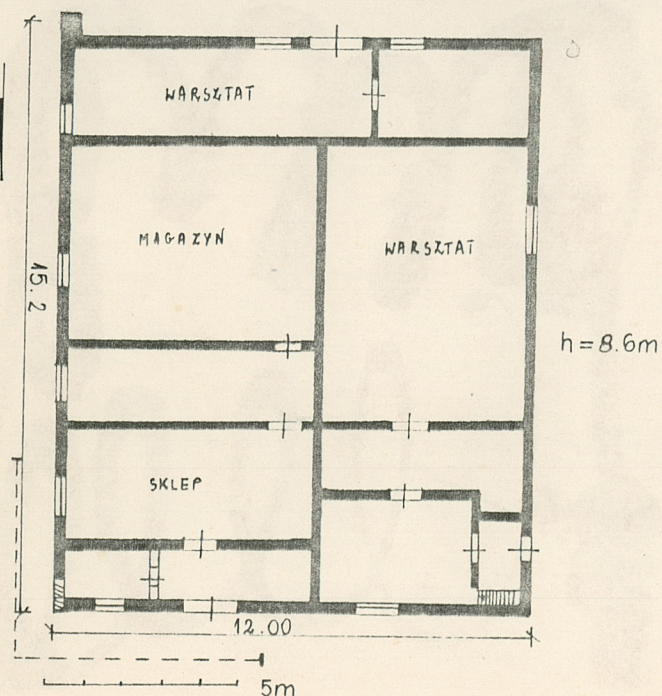 WARSZTAT
MAGAZYN
WARSZTAT
15.2
h=8.6m
SKLEP
12.00
5m